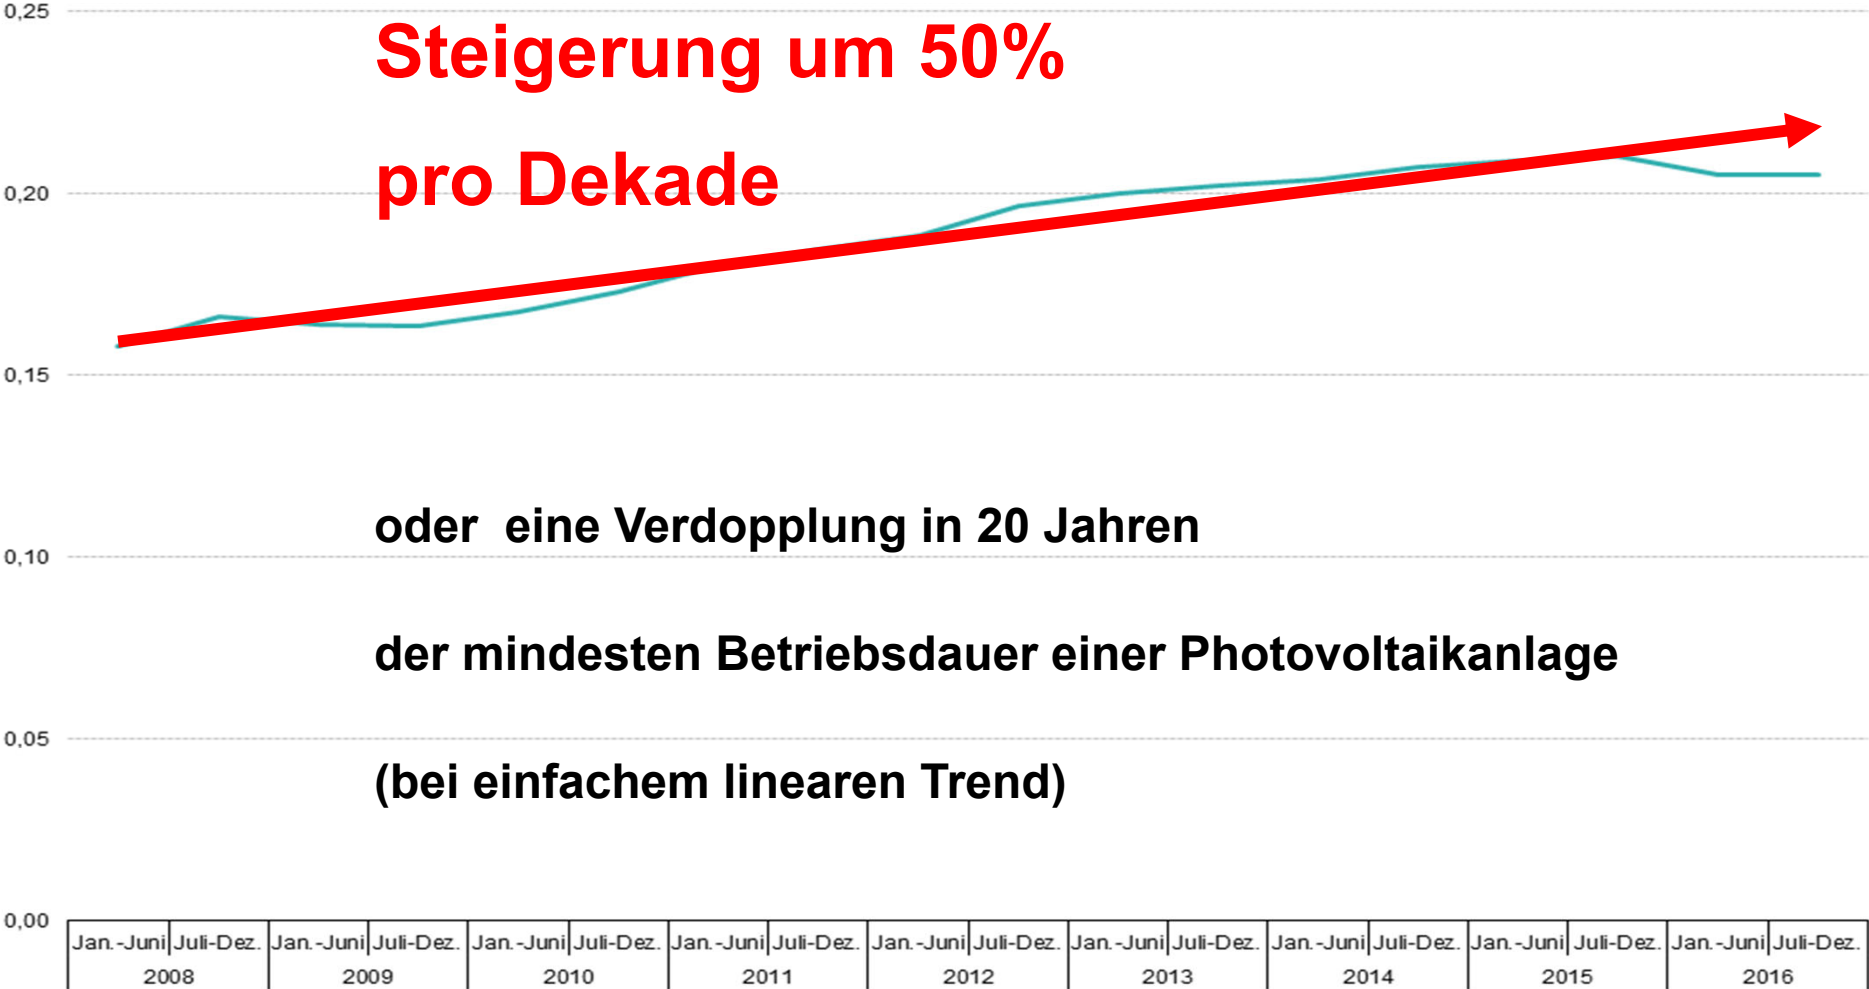 0,25
Steigerung um 50%
pro Dekade
0,20
0,15
oder eine Verdopplung in 20 Jahren
0,10
der mindesten Betriebsdauer einer Photovoltaikanlage
0,05
(bei einfachem linearen Trend)
0,00
Jan.-Juni Juli-Dez. Jan.-Juni Juli-Dez. Jan.-Juni Juli-Dez. Jan.-Juni Juli-Dez. Jan.-Juni Juli-Dez. Jan.-Juni Juli-Dez. Jan.-Juni Juli-Dez. Jan.-Juni Juli-Dez. Jan.-Juni Juli-Dez.
2008 2009 2010 2011 2012 2013 2014 2015 2016